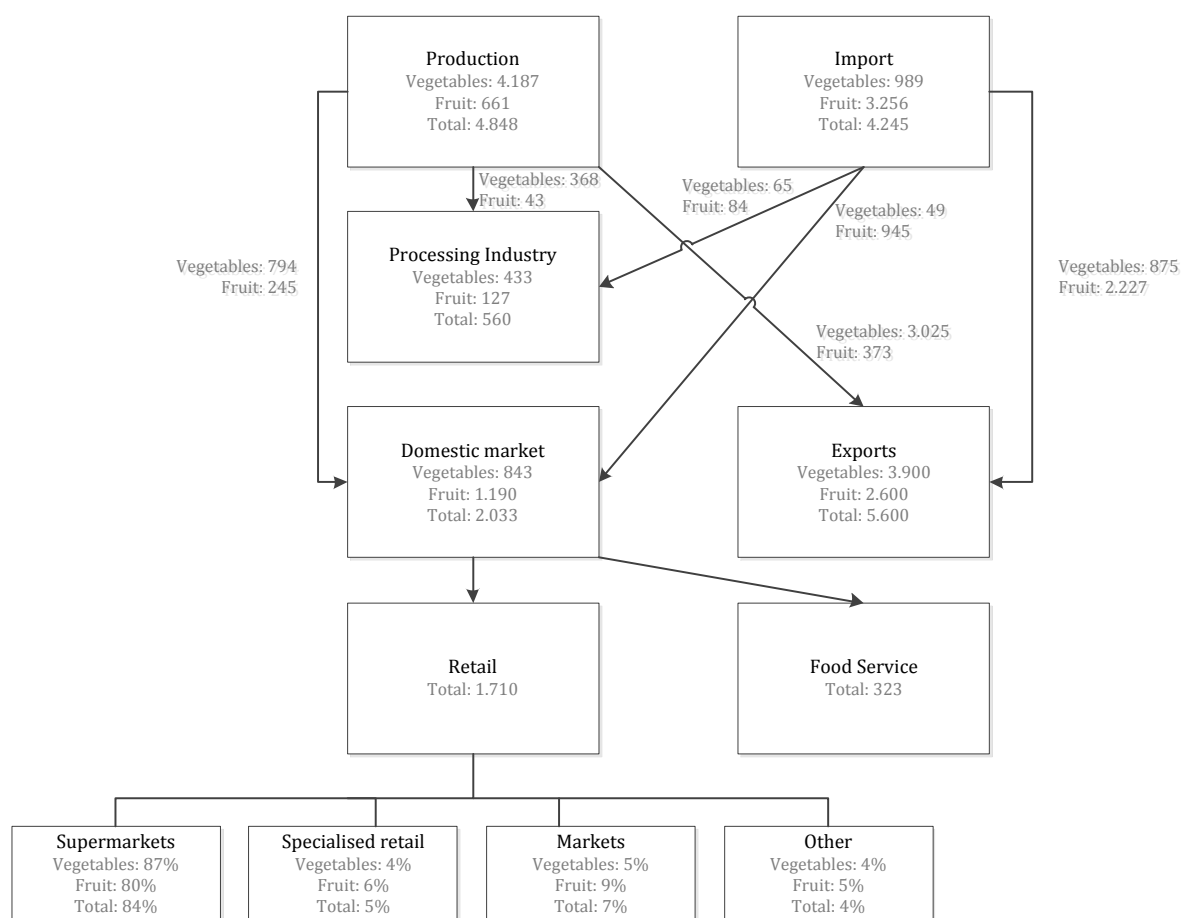 Production
Vegetables: 4.187
Fruit: 661
Total: 4.848
Import
Vegetables: 989
Fruit: 3.256
Total: 4.245
Vegetables: 368
Fruit: 43
Vegetables: 65
Fruit: 84
Vegetables: 49
Fruit: 945
Processing Industry
Vegetables: 433
Fruit: 127
Total: 560
Vegetables: 794
Fruit: 245
Vegetables: 875
Fruit: 2.227
Vegetables: 3.025
Fruit: 373
Domestic market
Vegetables: 843
Fruit: 1.190
Total: 2.033
Exports
Vegetables: 3.900
Fruit: 2.600
Total: 5.600
Retail
Total: 1.710
Food Service
Total: 323
Supermarkets
Vegetables: 87%
Fruit: 80%
Total: 84%
Specialised retail
Vegetables: 4%
Fruit: 6%
Total: 5%
Markets
Vegetables: 5%
Fruit: 9%
Total: 7%
Other
Vegetables: 4%
Fruit: 5%
Total: 4%